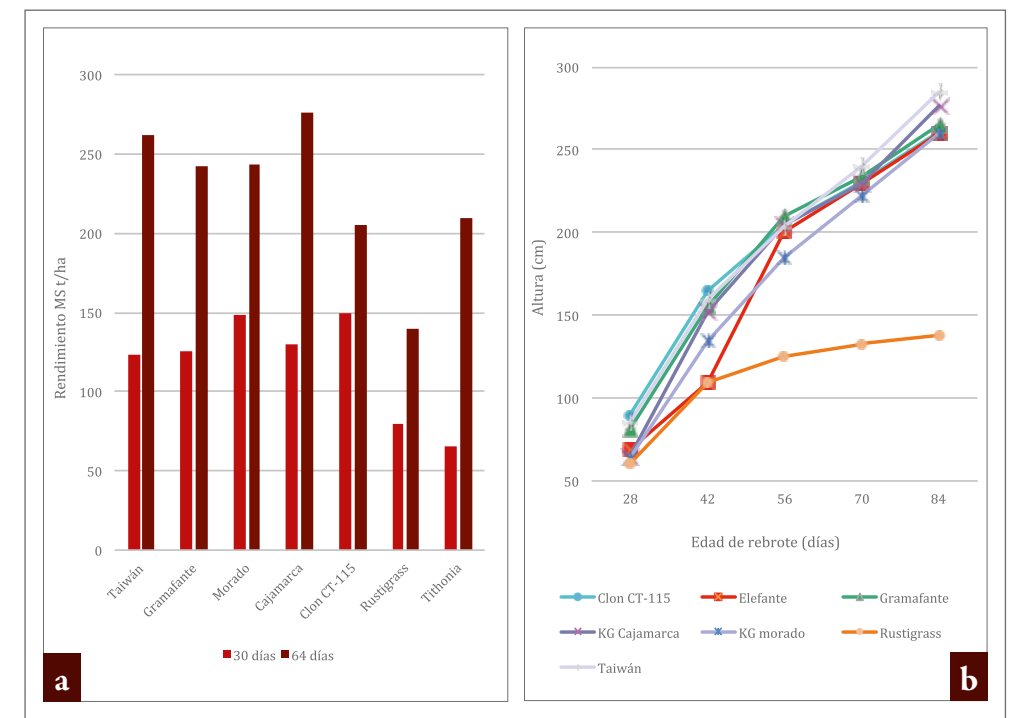 300
250
200
150
100
50
0
Rendimiento MS t/ha
Taiwán
Gramafante
Morado
Cajamarca
Clon CT-115
Rustigrass
Tithonia
30 días 64 días
a
300
250
200
150
100
50
Altura (cm)
28 42 56 70 84
Edad de rebrote (días)
Clon CT-115 Elefante Gramafante
KG Cajamarca KG morado Rustigrass
Taiwán
b